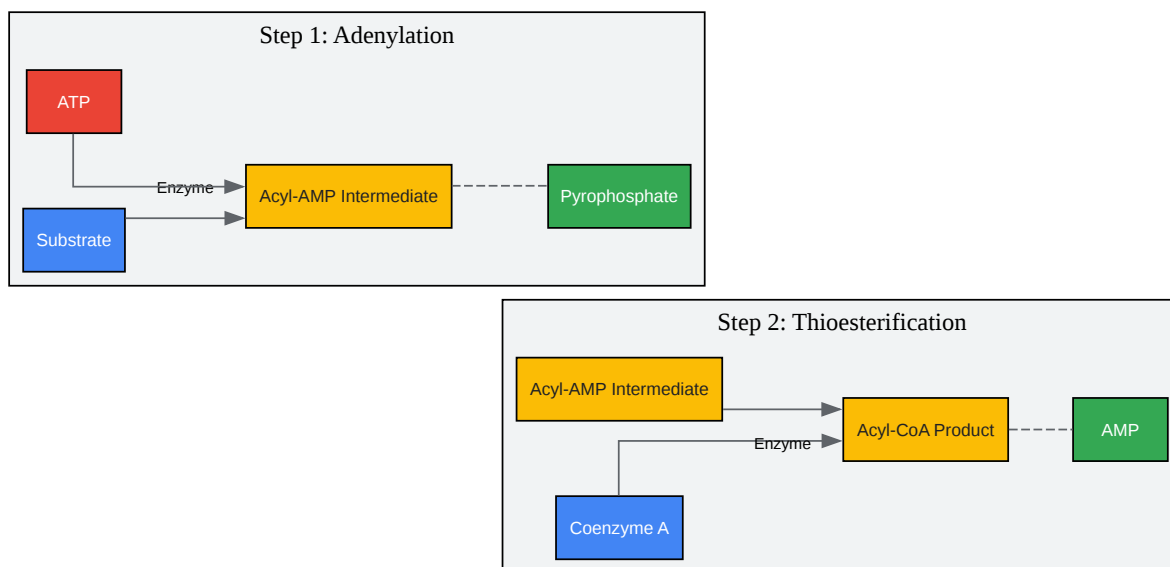 Step 1: Adenylation
ATP
Enzyme
Acyl-AMP Intermediate
Pyrophosphate
Substrate
Step 2: Thioesterification
Acyl-AMP Intermediate
Acyl-CoA Product
AMP
Enzyme
Coenzyme A